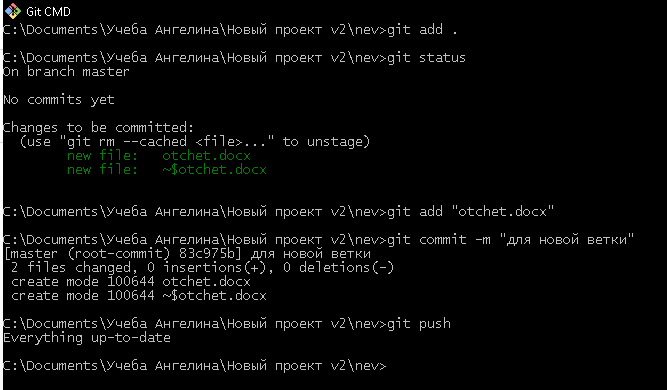 Git CMD
C:\Documents\Учеба Ангелина\Новый проект v2\nev>git add .
C:\Documents\Учеба Ангелина\Новый проект v2\nev>git status
On branch master
No commits yet
Changes to be committed:
(use "git rm --cached <file>..." to unstage)
new file: otchet.docx
new file: ~$otchet.docx
C:\Documents\Учеба Ангелина\Новый проект v2\nev>git add "otchet.docx"
C:\Documents\Учеба Ангелина\Новый проект v2\nev>git commit -m "для новой ветки"
[master (root-commit) 83c975b] для новой ветки
2 files changed, 0 insertions(+), 0 deletions(-)
create mode 100644 otchet.docx
create mode 100644 ~$otchet.docx
C:\Documents\Учеба Ангелина\Новый проект v2\nev>git push
Everything up-to-date
C:\Documents\Учеба Ангелина\Новый проект v2\nev>